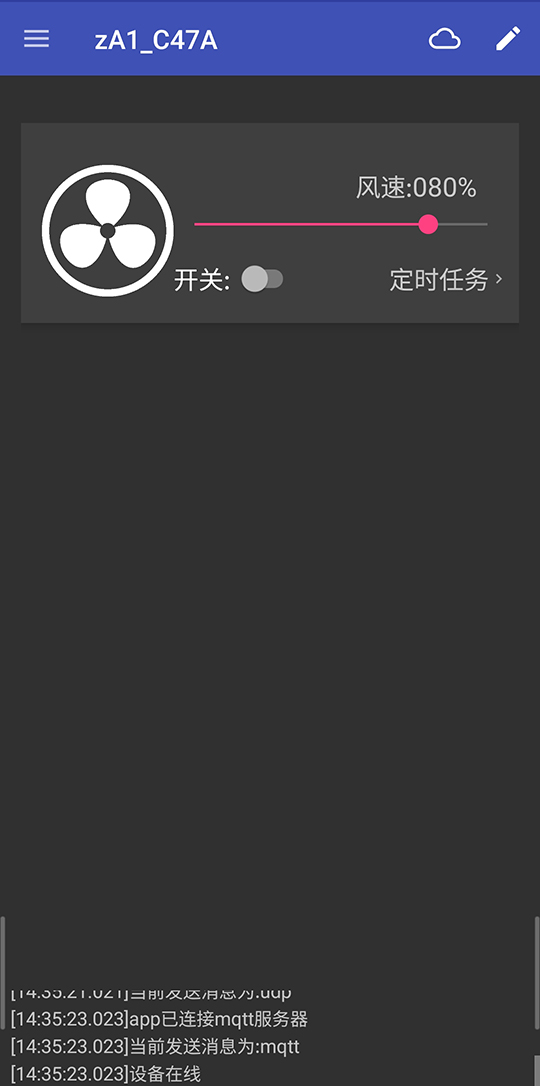 zA1_C47A
风速:080%
开关:
定时任务
[14:35:21.021]当前发送消息为:udp
[14:35:23.023]app已连接mqtt服务器
[14:35:23.023]当前发送消息为:mqtt
[14:35:23.023]设备在线